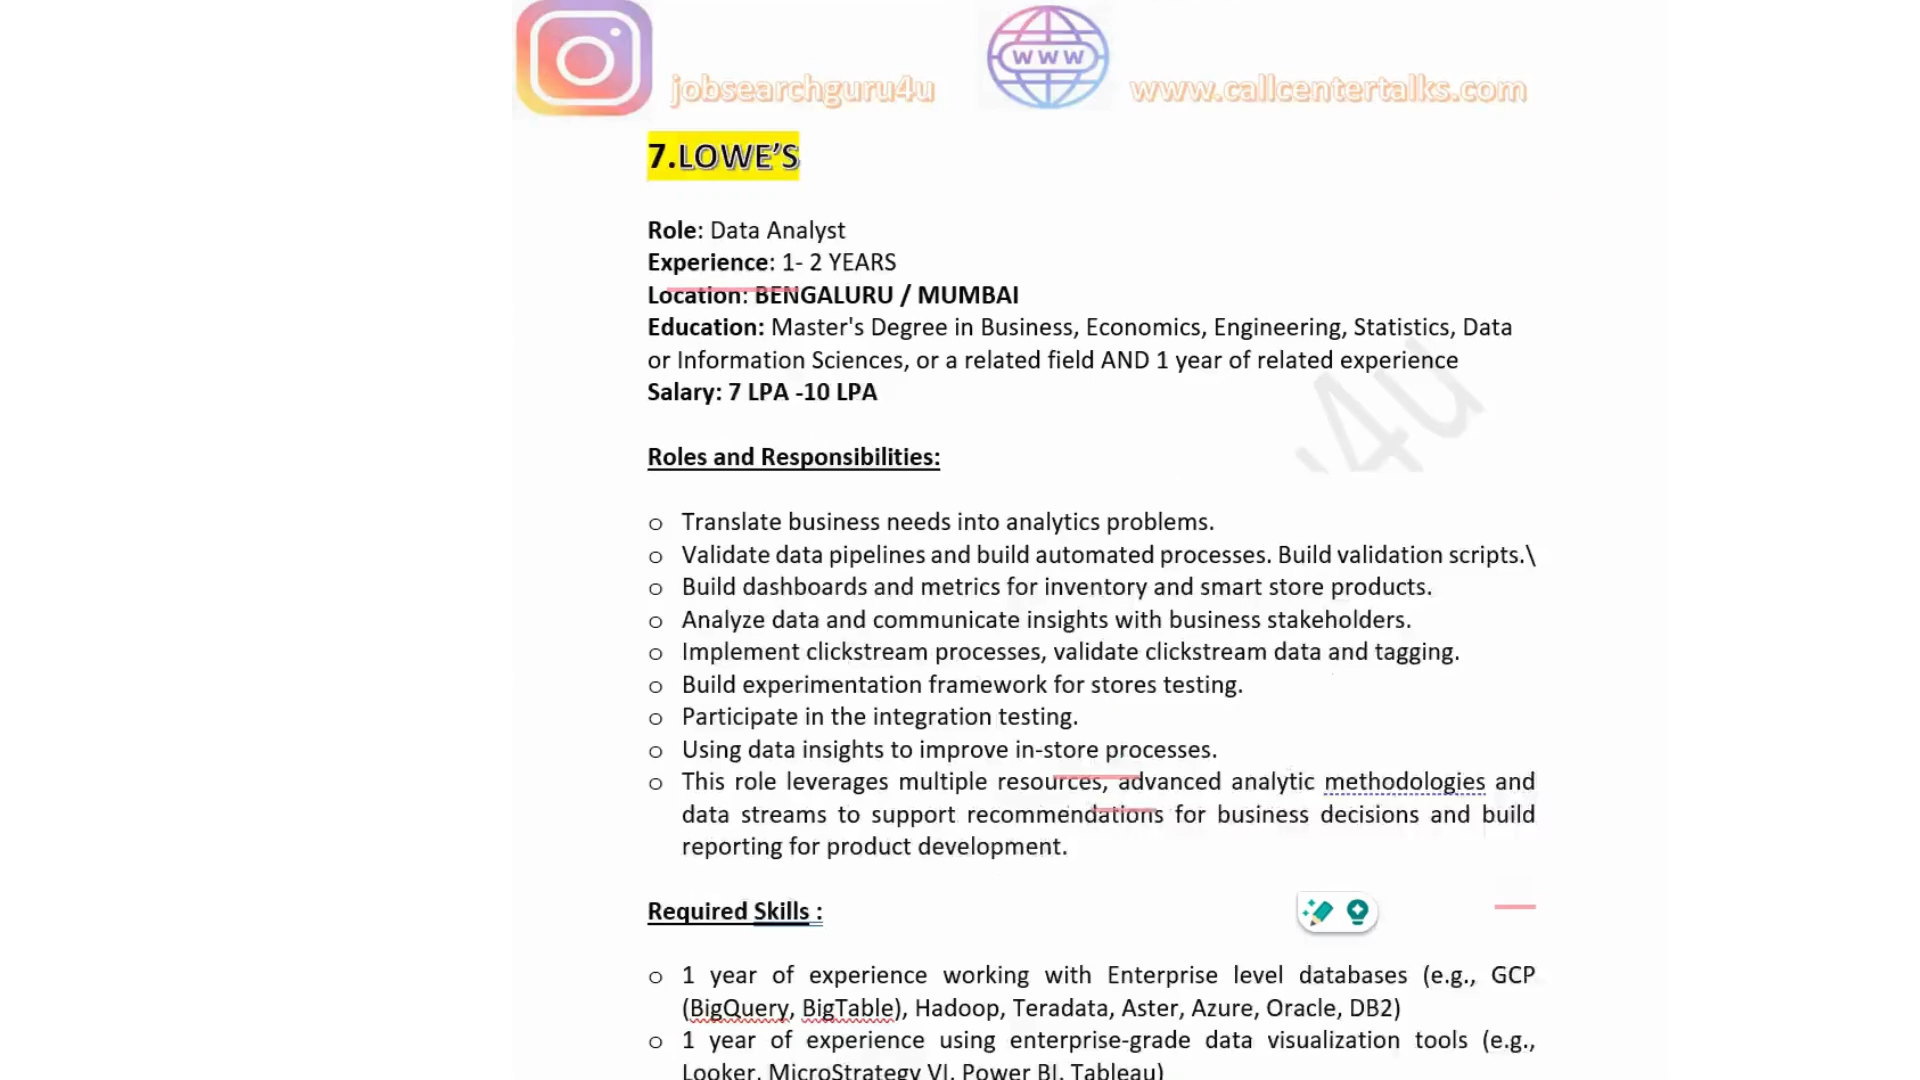 jobsearchguru4u
WWW
www.callcentertalks.com
7.LOWE’S
Role: Data Analyst
Experience: 1- 2 YEARS
Location: BENGALURU / MUMBAI
Education: Master's Degree in Business, Economics, Engineering, Statistics, Data
or Information Sciences, or a related field AND 1 year of related experience
Salary: 7 LPA -10 LPA
Roles and Responsibilities:
o Translate business needs into analytics problems.
o Validate data pipelines and build automated processes. Build validation scripts.\
o Build dashboards and metrics for inventory and smart store products.
o Analyze data and communicate insights with business stakeholders.
o Implement clickstream processes, validate clickstream data and tagging.
o Build experimentation framework for stores testing.
o Participate in the integration testing.
o Using data insights to improve in-store processes.
o This role leverages multiple resources, advanced analytic methodologies and
data streams to support recommendations for business decisions and build
reporting for product development.
Required Skills :
o 1 year of experience working with Enterprise level databases (e.g., GCP
(BigQuery, BigTable), Hadoop, Teradata, Aster, Azure, Oracle, DB2)
o 1 year of experience using enterprise-grade data visualization tools (e.g.,
Looker, MicroStrategy VI, Power BI, Tableau)
'4u